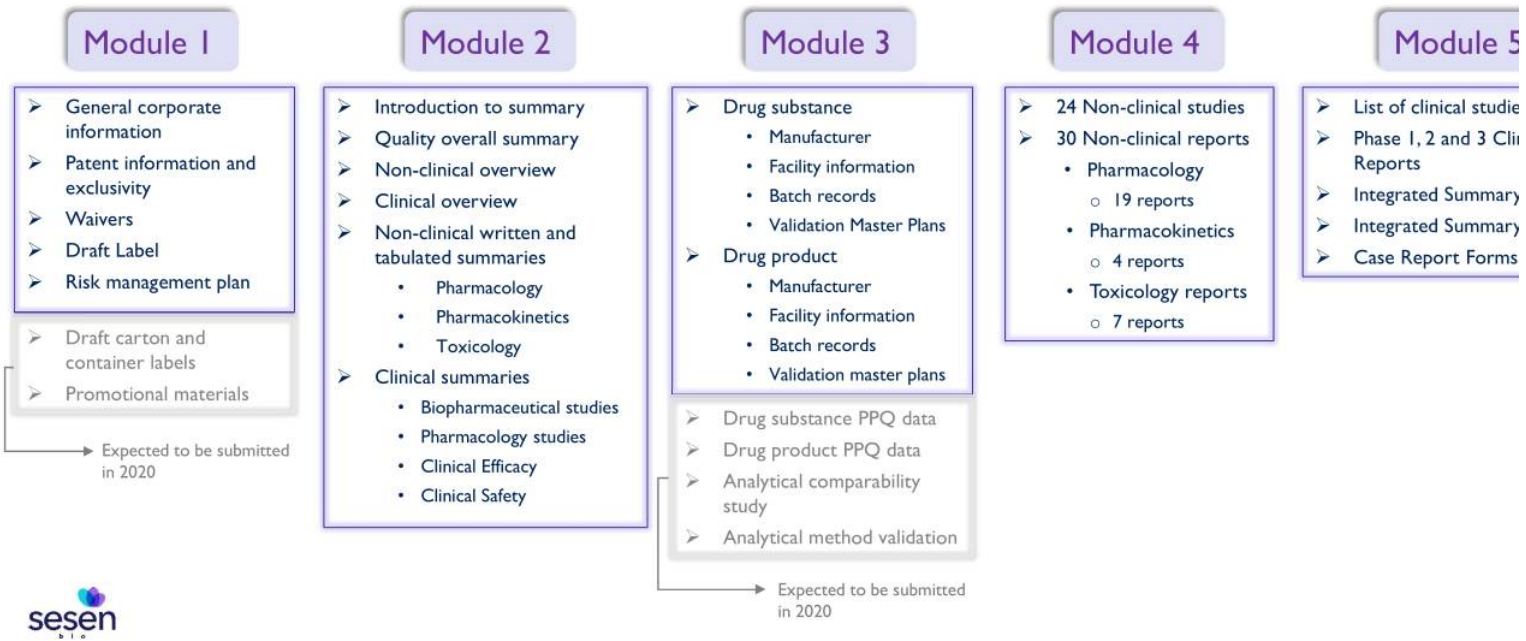 Module 1
General corporate
information
Patent information and
exclusivity
Waivers
Draft Label
Risk management plan
Draft carton and
container labels
Promotional materials
Expected to be submitted
in 2020
Module 2
Introduction to summary
Quality overall summary
Non-clinical overview
Clinical overview
Non-clinical written and
tabulated summaries
Pharmacology
Pharmacokinetics
Toxicology
Clinical summaries
Biopharmaceutical studies
Pharmacology studies
Clinical Efficacy
Clinical Safety
Module 3
Drug substance
Manufacturer
Facility information
Batch records
Validation Master Plans
Drug product
Manufacturer
Facility information
Batch records
Validation master plans
Drug substance PPQ data
Drug product PPQ data
Analytical comparability
study
Analytical method validation
Expected to be submitted
in 2020
Module 4
24 Non-clinical studies
30 Non-clinical reports
Pharmacology
19 reports
Pharmacokinetics
4 reports
Toxicology reports
7 reports
Module 5
List of clinical
Phase 1, 2 and 3
Reports
Integrated Summary
Integrated Summary
Case Report Forms
sesen
bio